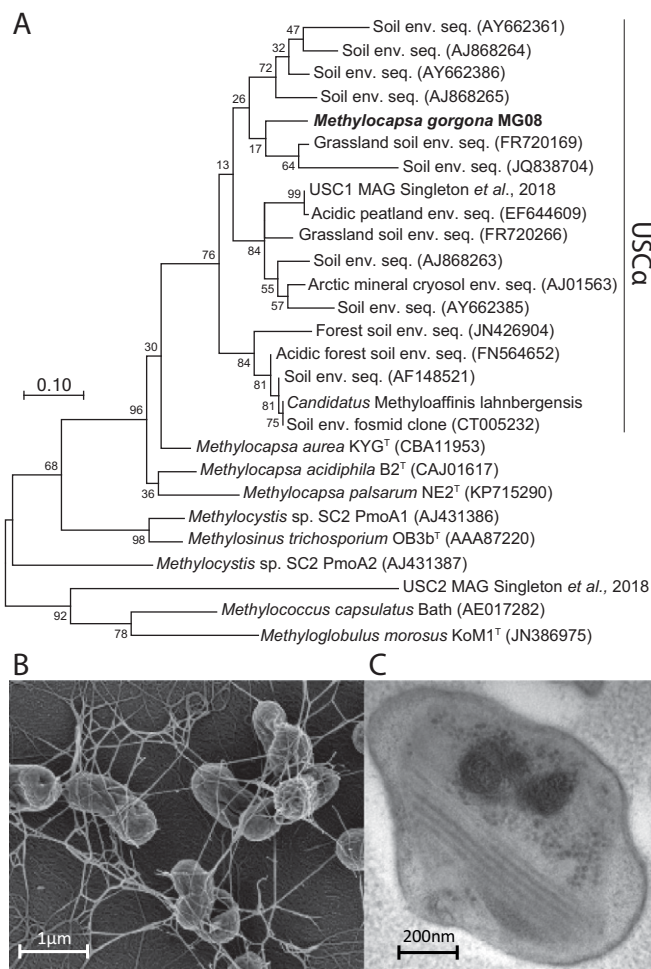 A
47
Soil env. seq. (AY662361)
32
Soil env. seq. (AJ868264)
72
Soil env. seq. (AY662386)
26
Soil env. seq. (AJ868265)
Methylocapsa gorgona MG08
17
Grassland soil env. seq. (FR720169)
13
64
Soil env. seq. (JQ838704)
99
USC1 MAG Singleton et al., 2018
Acidic peatland env. seq. (EF644609)
Grassland soil env. seq. (FR720266)
76
84
Soil env. seq. (AJ868263)
55
Arctic mineral cryosol env. seq. (AJ01563)
57
Soil env. seq. (AY662385)
Forest soil env. seq. (JN426904)
30
84
Acidic forest soil env. seq. (FN564652)
81
Soil env. seq. (AF148521)
0.10
81
Candidatus Methyloaffinis lahnbergensis
96
75
Soil env. fosmid clone (CT005232)
USCα
Methylocapsa aurea KYGᵀ (CBA11953)
68
Methylocapsa acidiphila B2ᵀ (CAJ01617)
36
Methylocapsa palsarum NE2ᵀ (KP715290)
Methylocystis sp. SC2 PmoA1 (AJ431386)
98
Methylosinus trichosporium OB3bᵀ (AAA87220)
Methylocystis sp. SC2 PmoA2 (AJ431387)
USC2 MAG Singleton et al., 2018
92
Methylococcus capsulatus Bath (AE017282)
78
Methyloglobulus morosus KoM1ᵀ (JN386975)
B
C
1μm
200nm